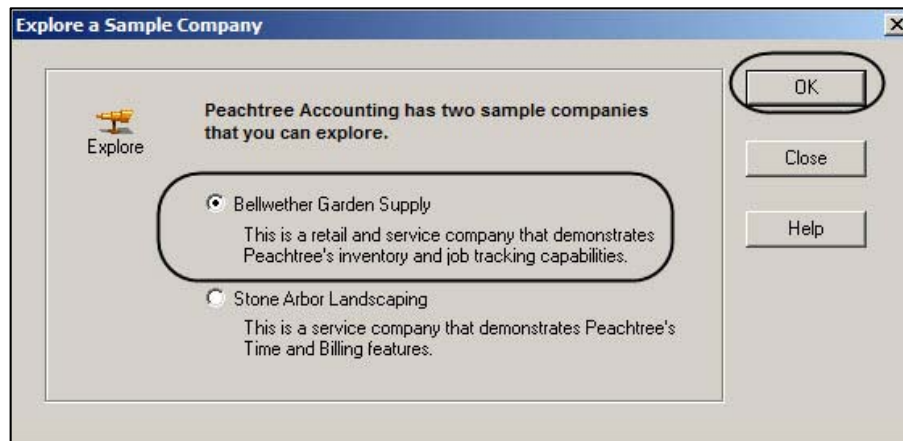 Explore a Sample Company
Peachtree Accounting has two sample companies
that you can explore.
Explore
Bellwether Garden Supply
This is a retail and service company that demonstrates
Peachtree's inventory and job tracking capabilities.
Stone Arbor Landscaping
This is a service company that demonstrates Peachtree's
Time and Billing features.
OK
Close
Help